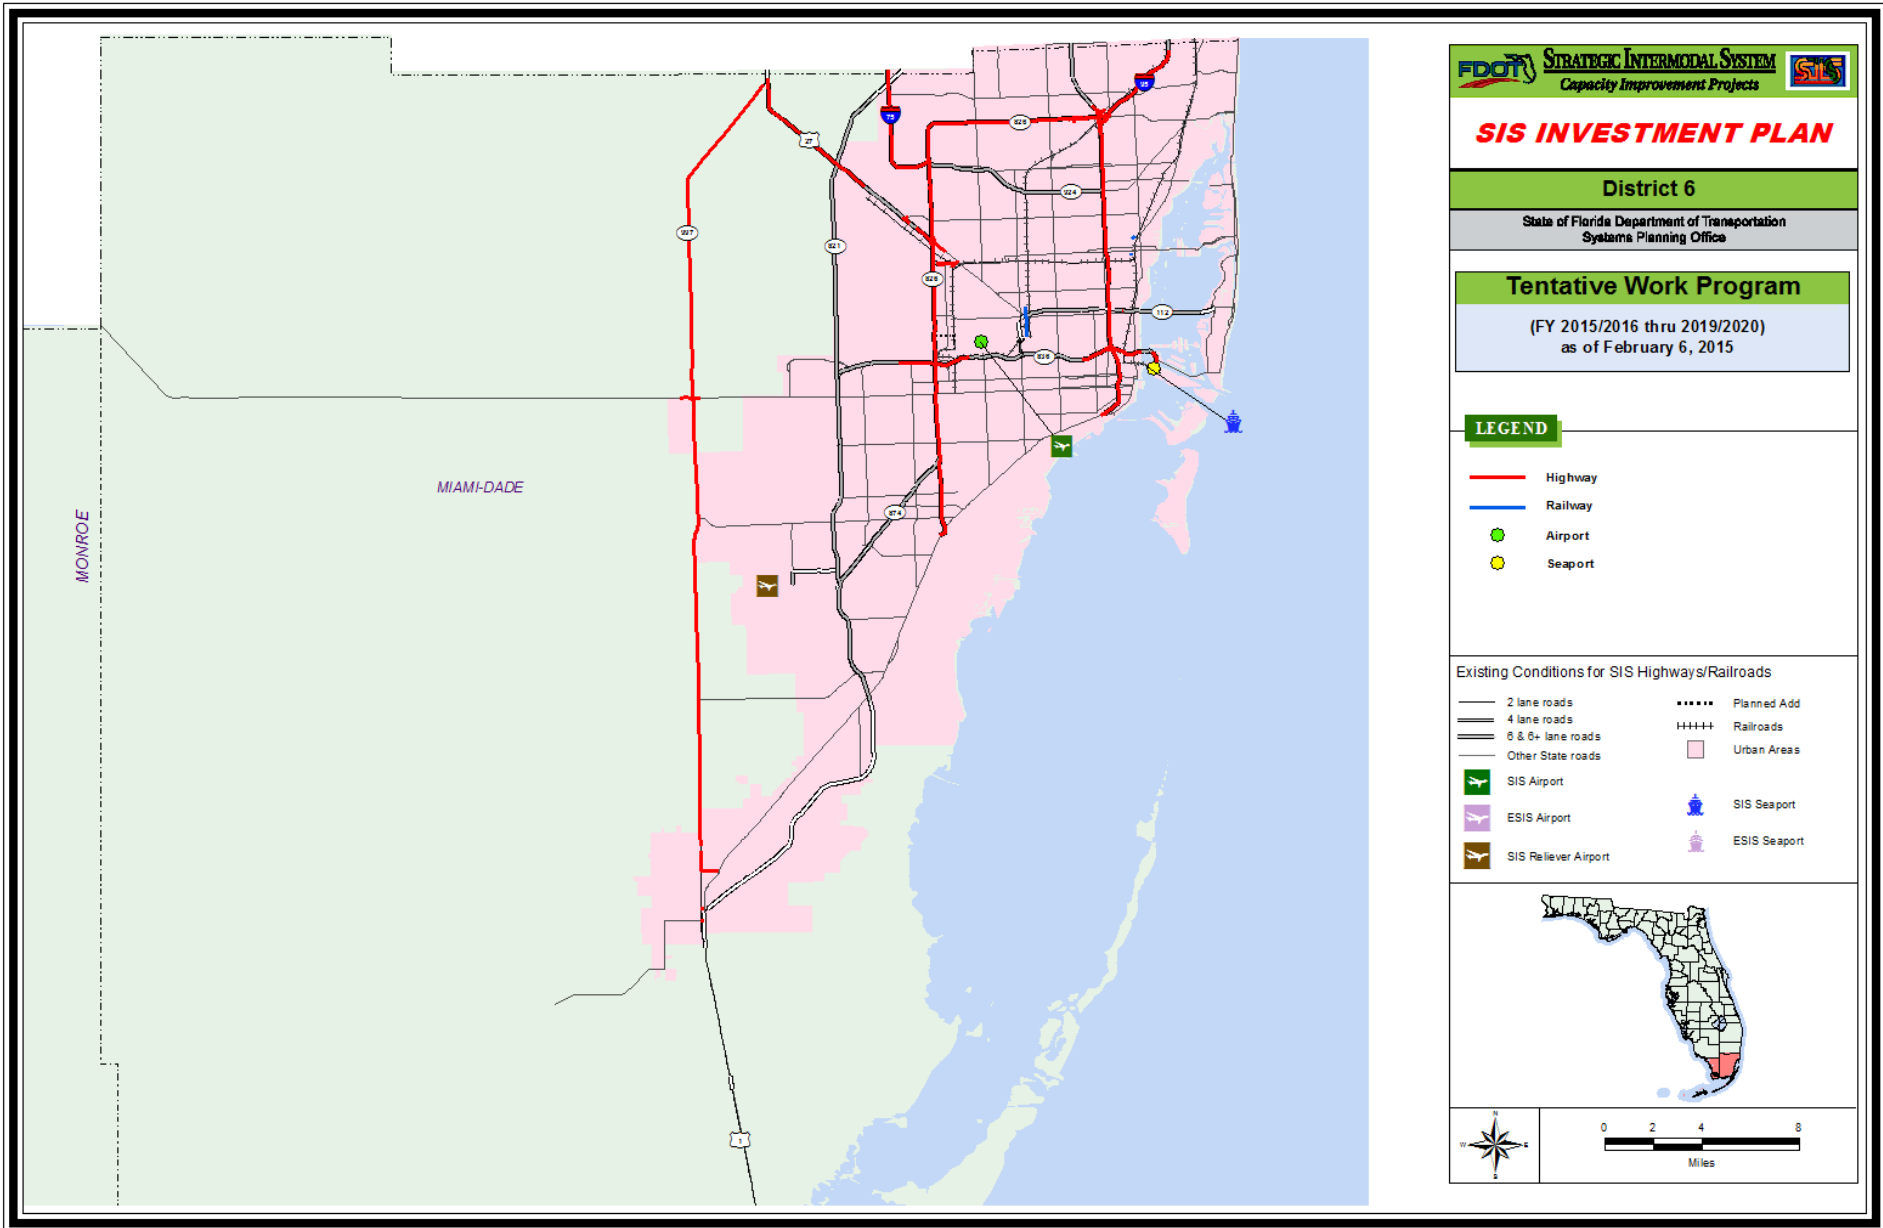 FDOT
STRATEGIC INTERMODAL SYSTEM
Capacity Improvement Projects
SIS
SIS INVESTMENT PLAN
District 6
State of Florida Department of Transportation
Systems Planning Office
Tentative Work Program
(FY 2015/2016 thru 2019/2020)
as of February 6, 2015
LEGEND
Highway
Railway
Airport
Seaport
Existing Conditions for SIS Highways/Railroads
2 lane roads
4 lane roads
6 & 6+ lane roads
Other State roads
Planned Add
Railroads
Urban Areas
SIS Airport
ESIS Airport
SIS Reliever Airport
SIS Seaport
ESIS Seaport
N
W
E
S
0 2 4 8
Miles
MONROE
MIAMI-DADE
95
75
27
826
924
997
821
826
112
836
874
1